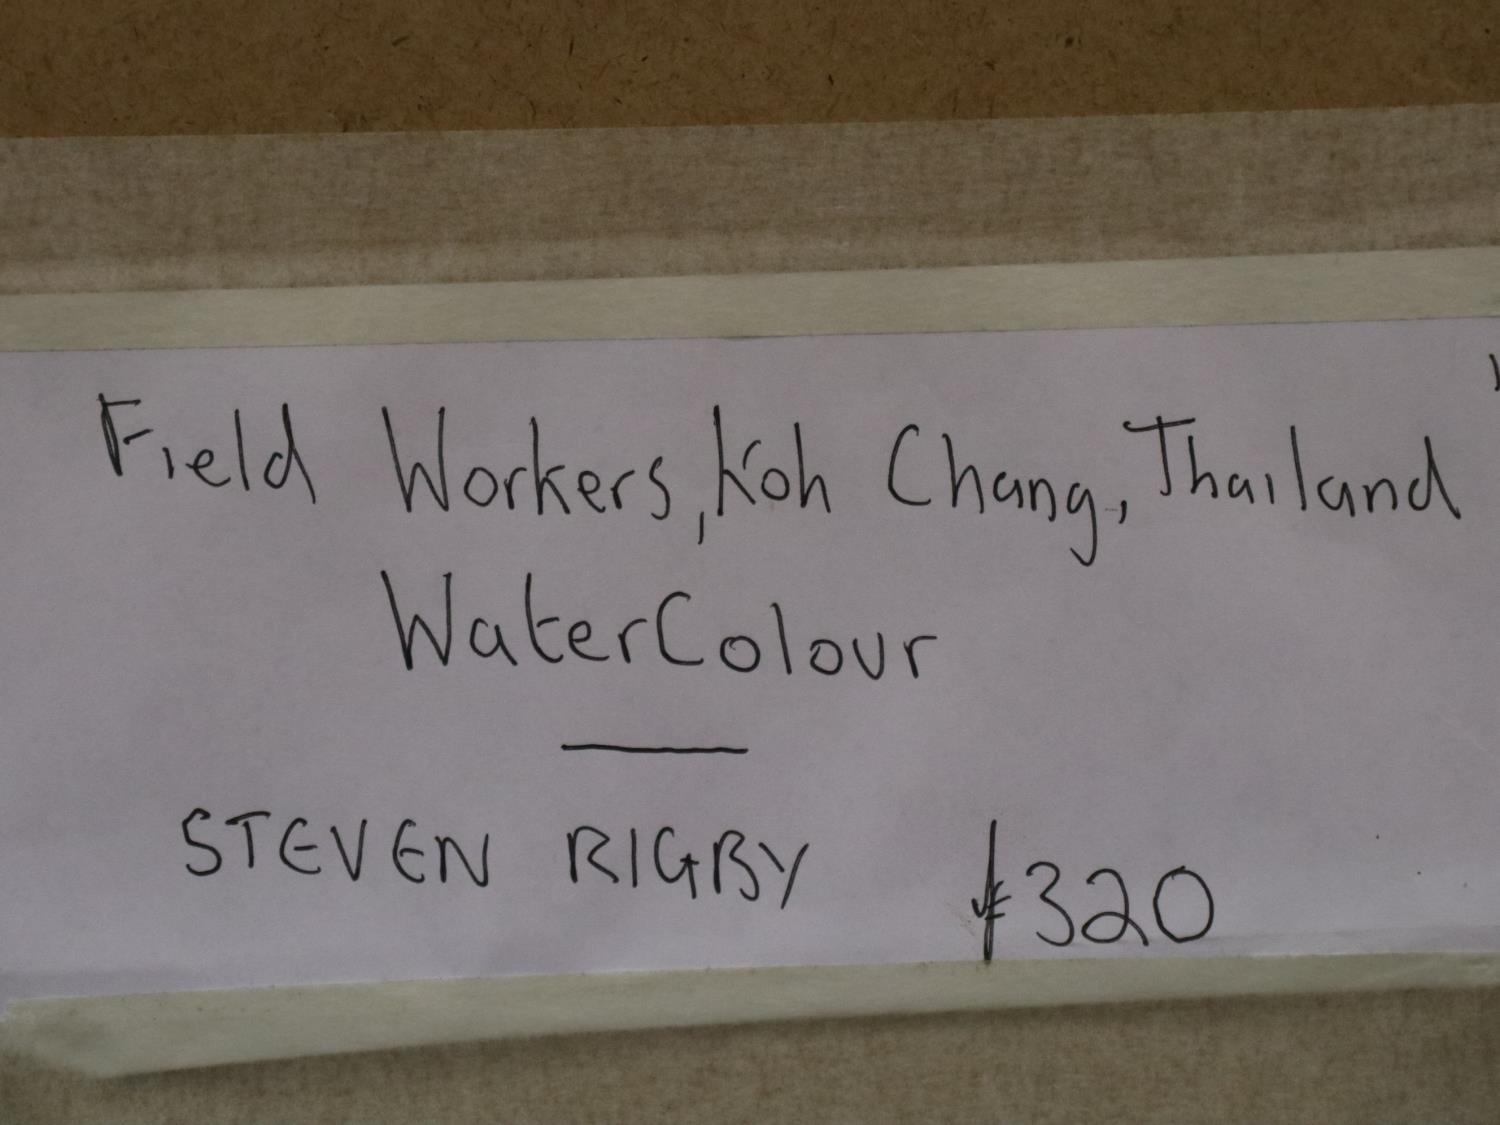 Field Workers, Koh Chang, Thailand
WaterColour
STEVEN RIGBY 320